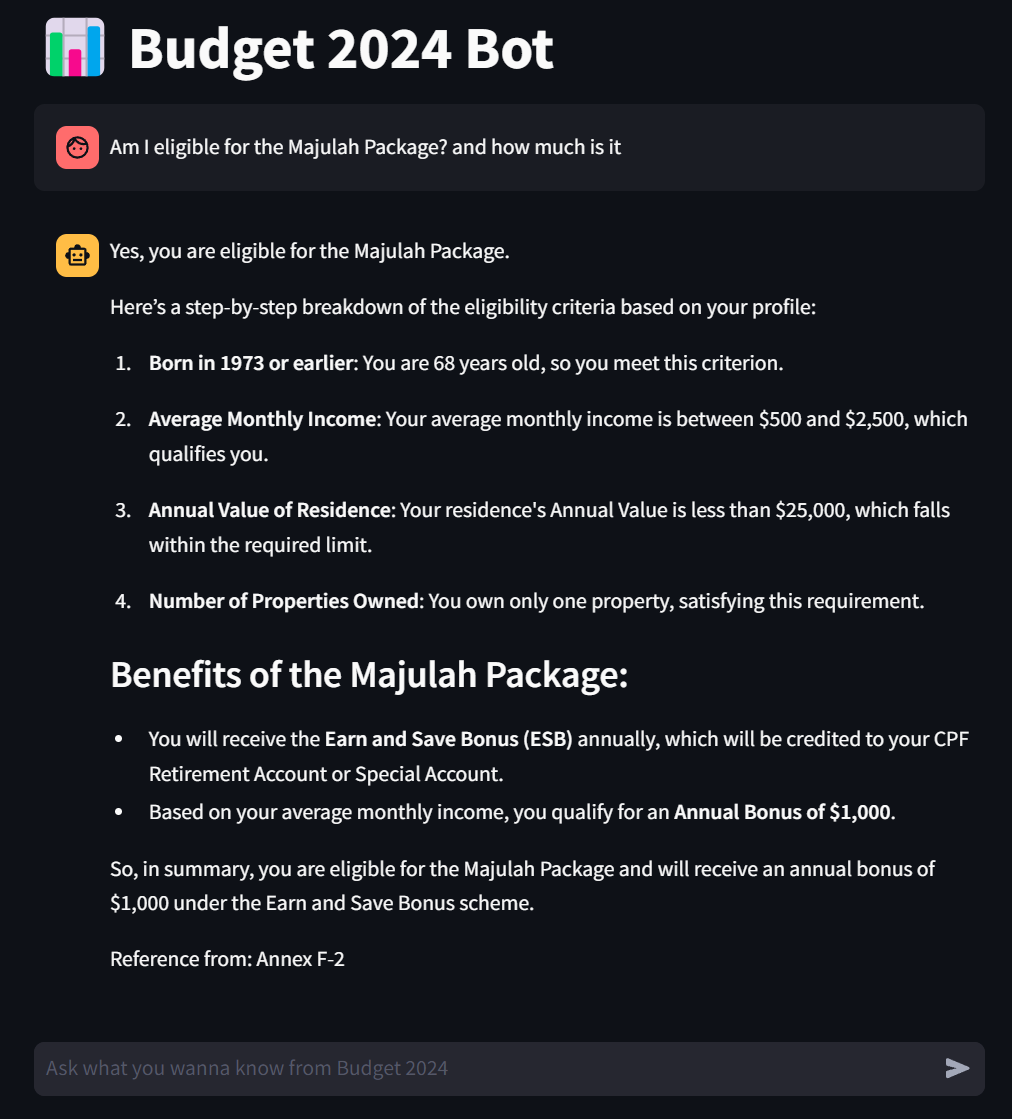 Budget 2024 Bot
Am I eligible for the Majulah Package? and how much is it
Yes, you are eligible for the Majulah Package.
Here’s a step-by-step breakdown of the eligibility criteria based on your profile:
1. Born in 1973 or earlier: You are 68 years old, so you meet this criterion.
2. Average Monthly Income: Your average monthly income is between $500 and $2,500, which
qualifies you.
3. Annual Value of Residence: Your residence's Annual Value is less than $25,000, which falls
within the required limit.
4. Number of Properties Owned: You own only one property, satisfying this requirement.
Benefits of the Majulah Package:
• You will receive the Earn and Save Bonus (ESB) annually, which will be credited to your CPF
Retirement Account or Special Account.
• Based on your average monthly income, you qualify for an Annual Bonus of $1,000.
So, in summary, you are eligible for the Majulah Package and will receive an annual bonus of
$1,000 under the Earn and Save Bonus scheme.
Reference from: Annex F-2
Ask what you wanna know from Budget 2024